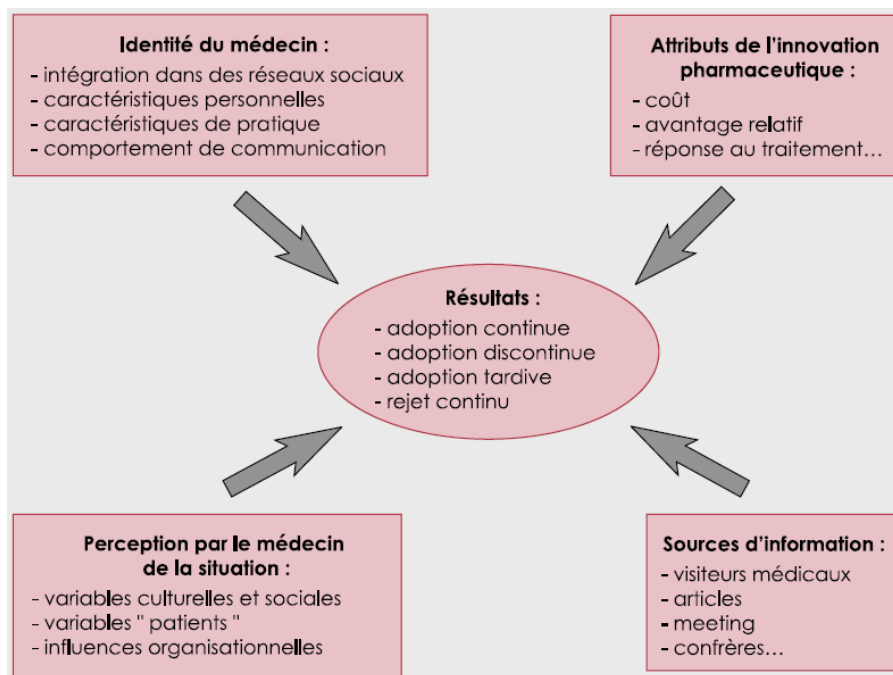 Identité du médecin :
- intégration dans des réseaux sociaux
- caractéristiques personnelles
- caractéristiques de pratique
- comportement de communication
Attributs de l'innovation
pharmaceutique :
- coût
- avantage relatif
- réponse au traitement...
Résultats :
- adoption continue
- adoption discontinue
- adoption tardive
- rejet continu
Perception par le médecin
de la situation :
- variables culturelles et sociales
- variables " patients "
- influences organisationnelles
Sources d'information :
- visiteurs médicaux
- articles
- meeting
- confrères...